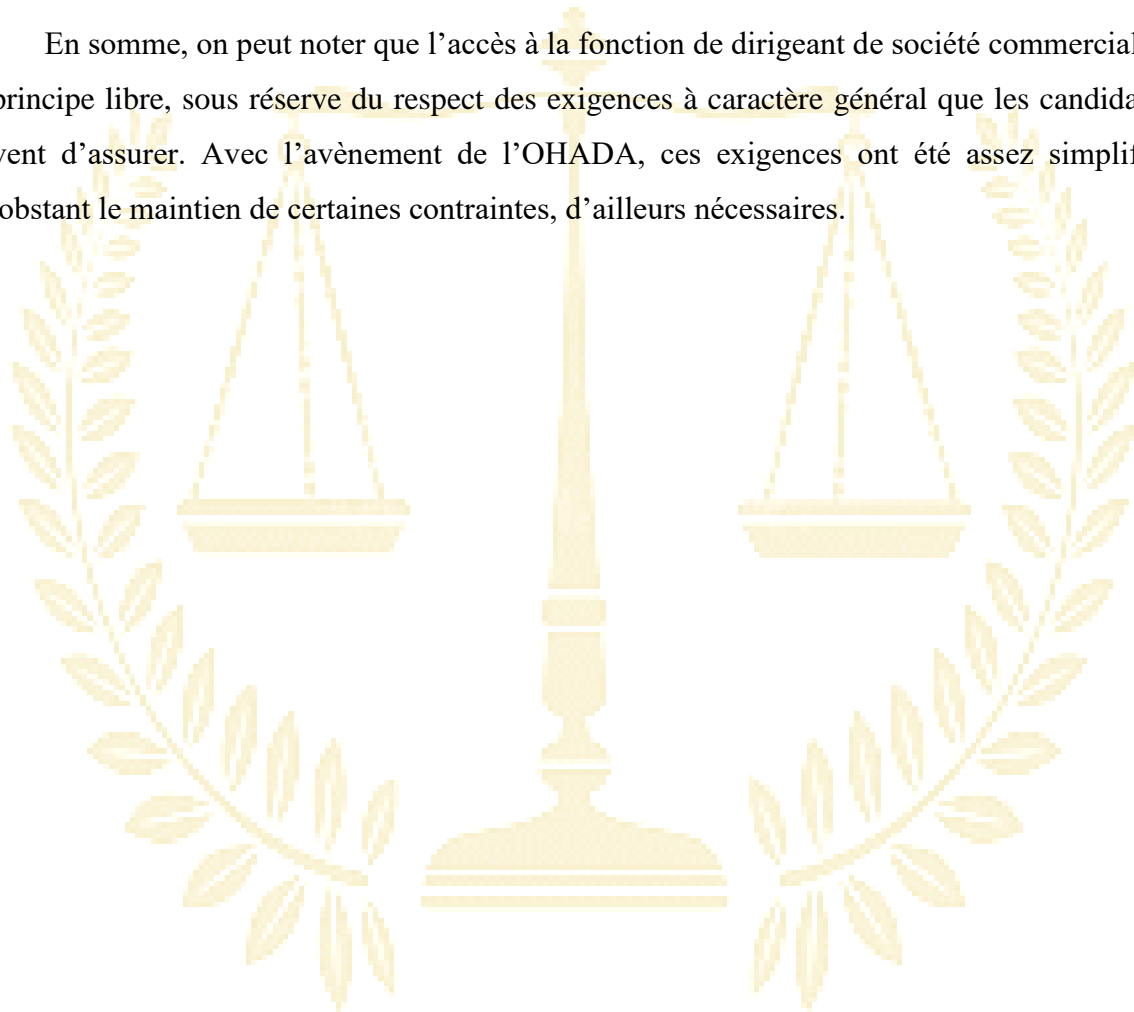 En somme, on peut noter que l’accès à la fonction de dirigeant de société commercial
principe libre, sous réserve du respect des exigences à caractère général que les candida
vent d’assurer. Avec l’avènement de l’OHADA, ces exigences ont été assez simplif
obstant le maintien de certaines contraintes, d’ailleurs nécessaires.